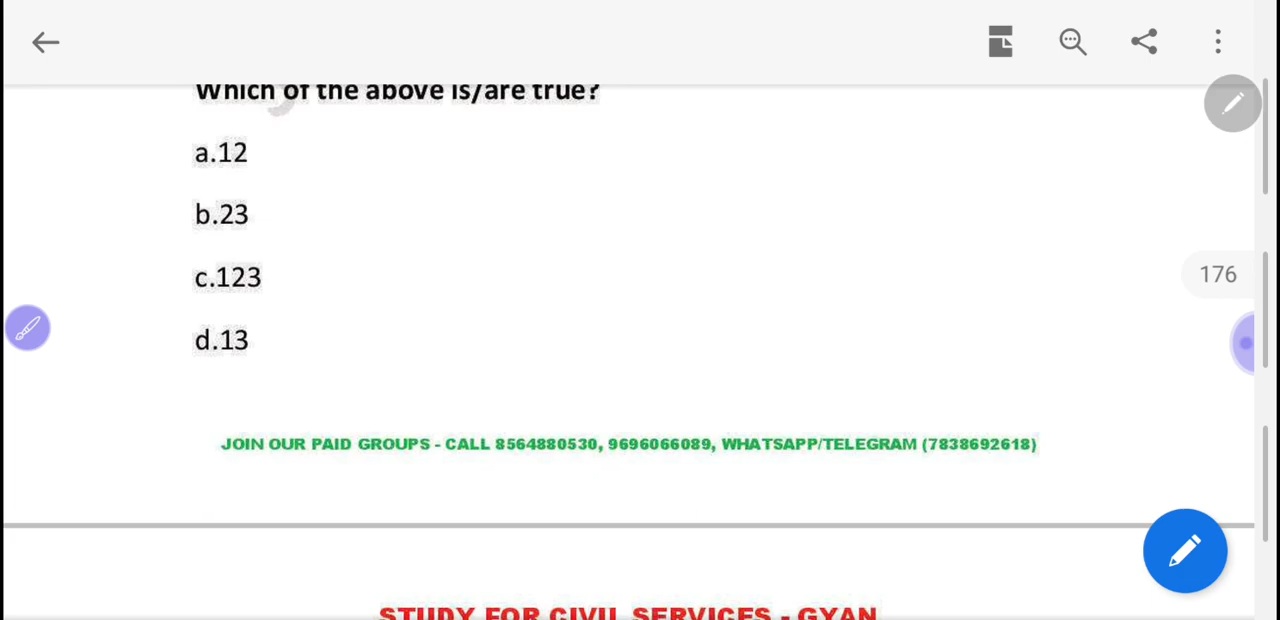 Which of the above is/are true?
a.12
b.23
c.123
176
d.13
JOIN OUR PAID GROUPS - CALL 8564880530, 9696066089, WHATSAPP/TELEGRAM (7838692618)
STUDY FOR CIVIL SERVICES - GYAN